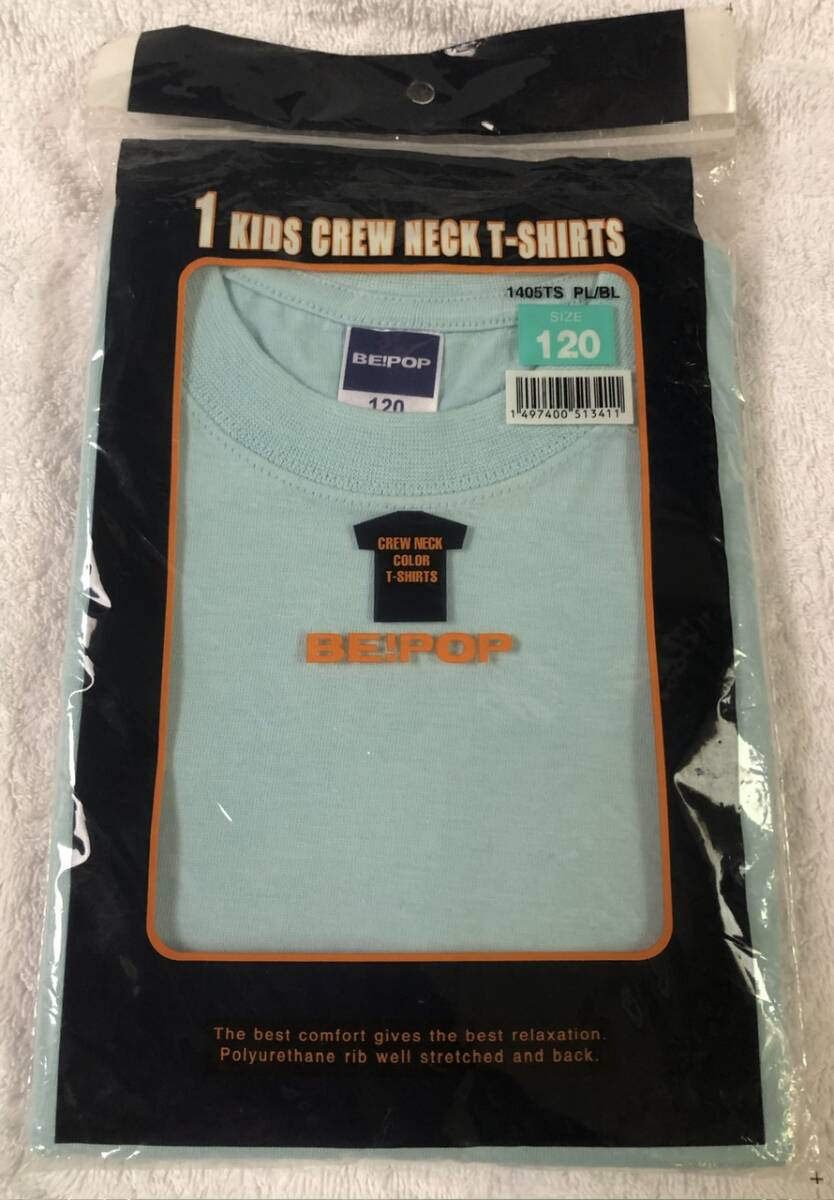 1 KIDS CREW NECK T-SHIRTS
1405TS PL/BL
SIZE
120
1 497400 513411
BE!POP
120
CREW NECK
COLOR
T-SHIRTS
BE!POP
The best comfort gives the best relaxation.
Polyurethane rib well stretched and back.